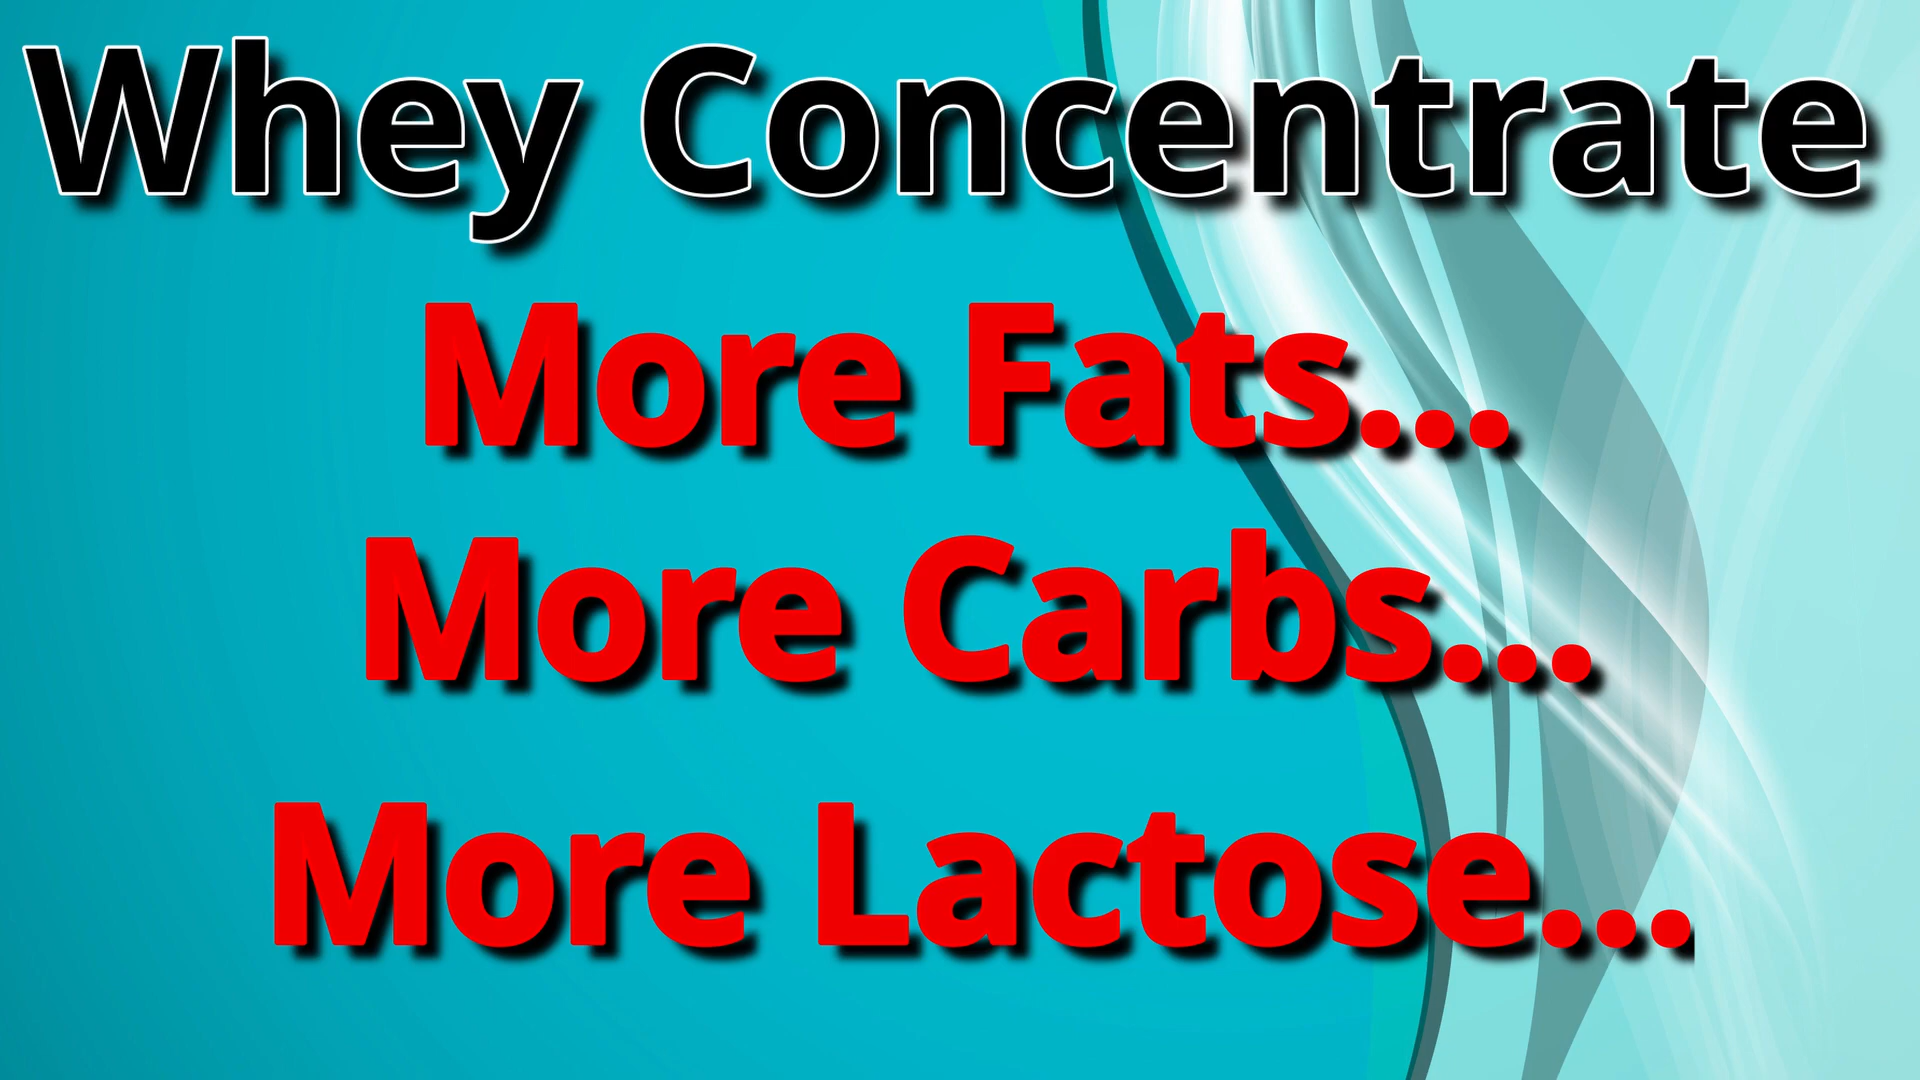 Whey Concentrate
More Fats...
More Carbs...
More Lactose...